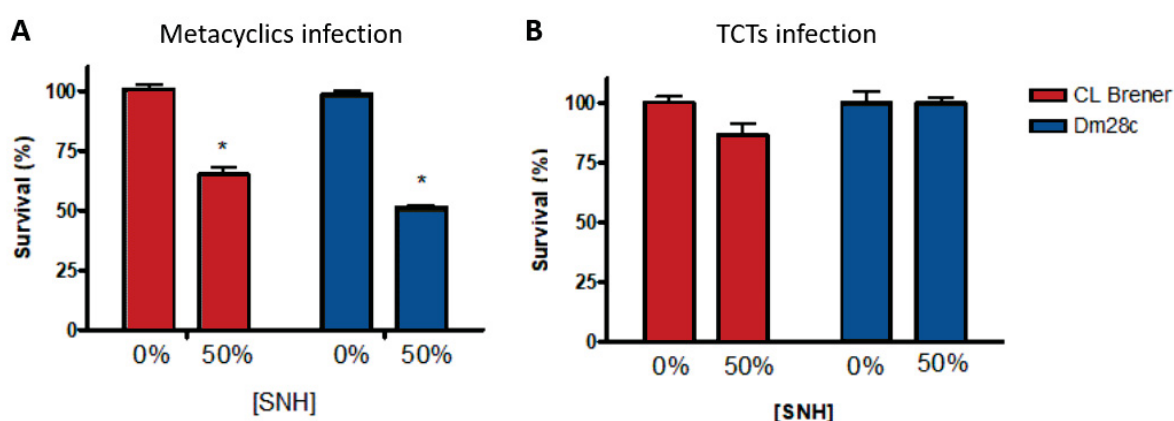 A
Metacyclics infection
Survival (%)
100
75
50
25
0
*
*
0% 50% 0% 50%
[SNH]
B
TCTs infection
Survival (%)
100
75
50
25
0
0% 50% 0% 50%
[SNH]
CL Brener
Dm28c